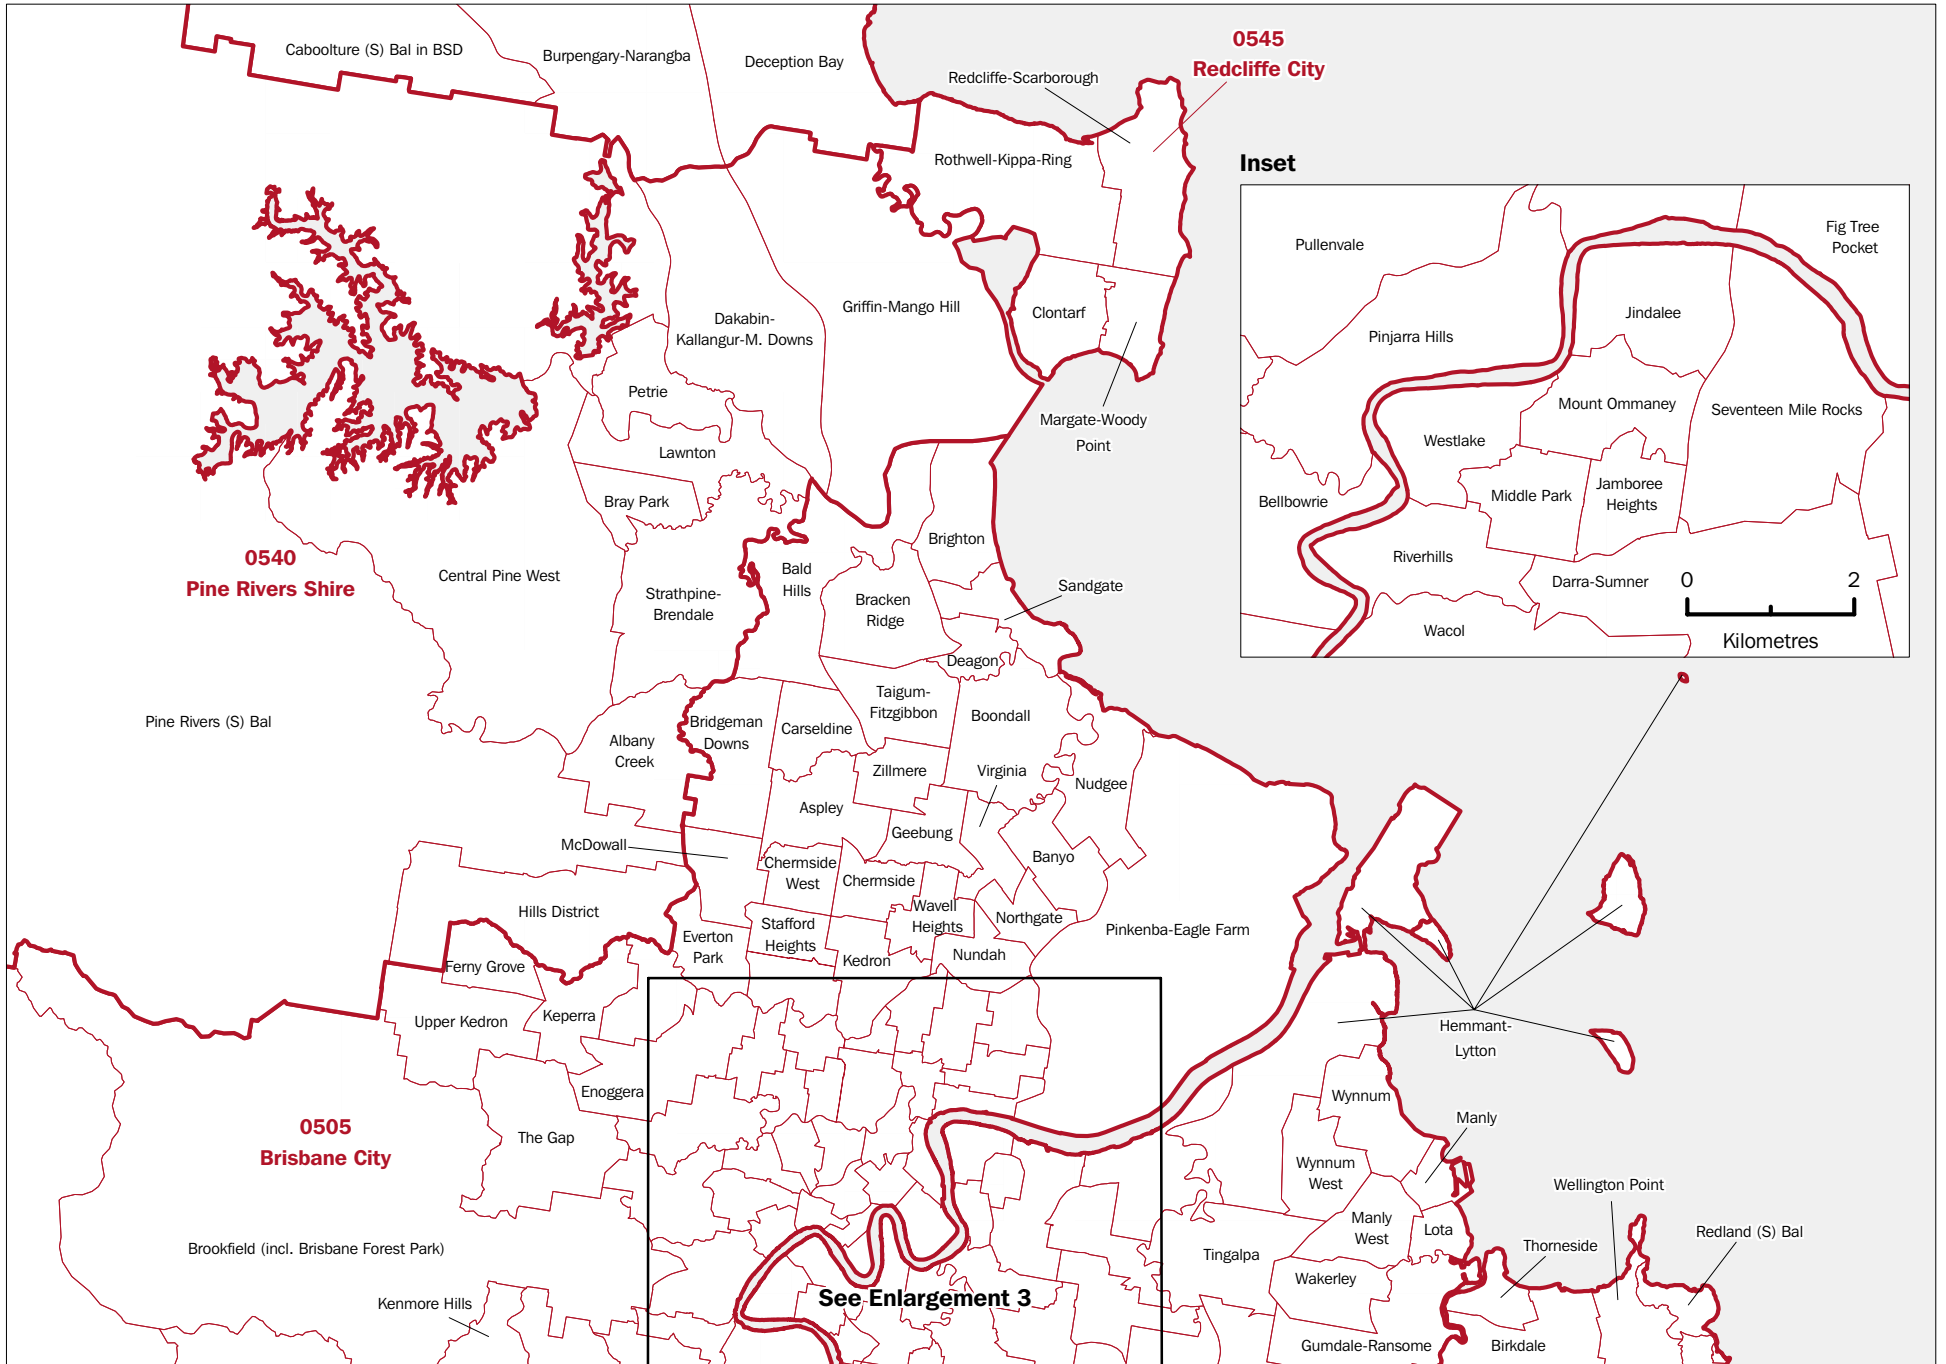 Caboolture (S) Bal in BSD
Burpengary-Narangba
Deception Bay
0545
Redcliffe City
Redcliffe-Scarborough
Rothwell-Kippa-Ring
Griffin-Mango Hill
Clontarf
Dakabin-
Kallangur-M. Downs
Petrie
Margate-Woody
Point
Lawnton
Bray Park
Brighton
0540
Pine Rivers Shire
Central Pine West
Bald
Hills
Sandgate
Strathpine-
Brendale
Bracken
Ridge
Deagon
Pine Rivers (S) Bal
Taigum-
Fitzgibbon
Bridgeman
Downs
Carseldine
Boondall
Albany
Creek
Zillmere
Virginia
Nudgee
Aspley
Geebung
McDowall
Banyo
Chermside
West
Chermside
Hills District
Wavell
Heights
Northgate
Stafford
Heights
Everton
Park
Pinkenba-Eagle Farm
Kedron
Nundah
Ferny Grove
Upper Kedron
Keperra
Hemmant-
Lytton
Enoggera
Wynnum
Manly
0505
Brisbane City
The Gap
Wynnum
West
Wellington Point
Manly
West
Lota
Redland (S) Bal
Thorneside
Tingalpa
Brookfield (incl. Brisbane Forest Park)
Wakerley
Kenmore Hills
See Enlargement 3
Gumdale-Ransome
Birkdale
Inset
Pullenvale
Fig Tree
Pocket
Jindalee
Pinjarra Hills
Mount Ommaney
Seventeen Mile Rocks
Westlake
Middle Park
Jamboree
Heights
Bellbowrie
Riverhills
Darra-Sumner
0
2
Kilometres
Wacol